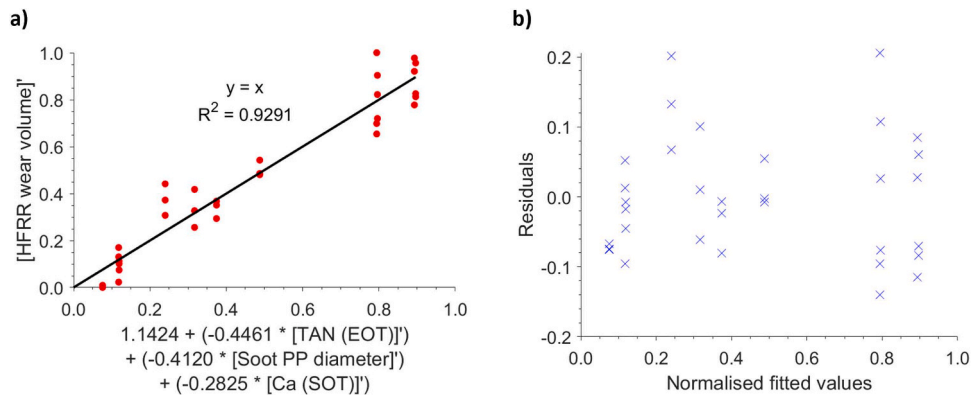 a)
[HFRR wear volume]'
1.0
0.8
0.6
0.4
0.2
0.0
y = x
R² = 0.9291
0.0 0.2 0.4 0.6 0.8 1.0
1.1424 + (-0.4461 * [TAN (EOT)]')
+ (-0.4120 * [Soot PP diameter]')
+ (-0.2825 * [Ca (SOT)]')
b)
Residuals
0.2
0.1
0.0
-0.1
-0.2
0.0 0.2 0.4 0.6 0.8 1.0
Normalised fitted values